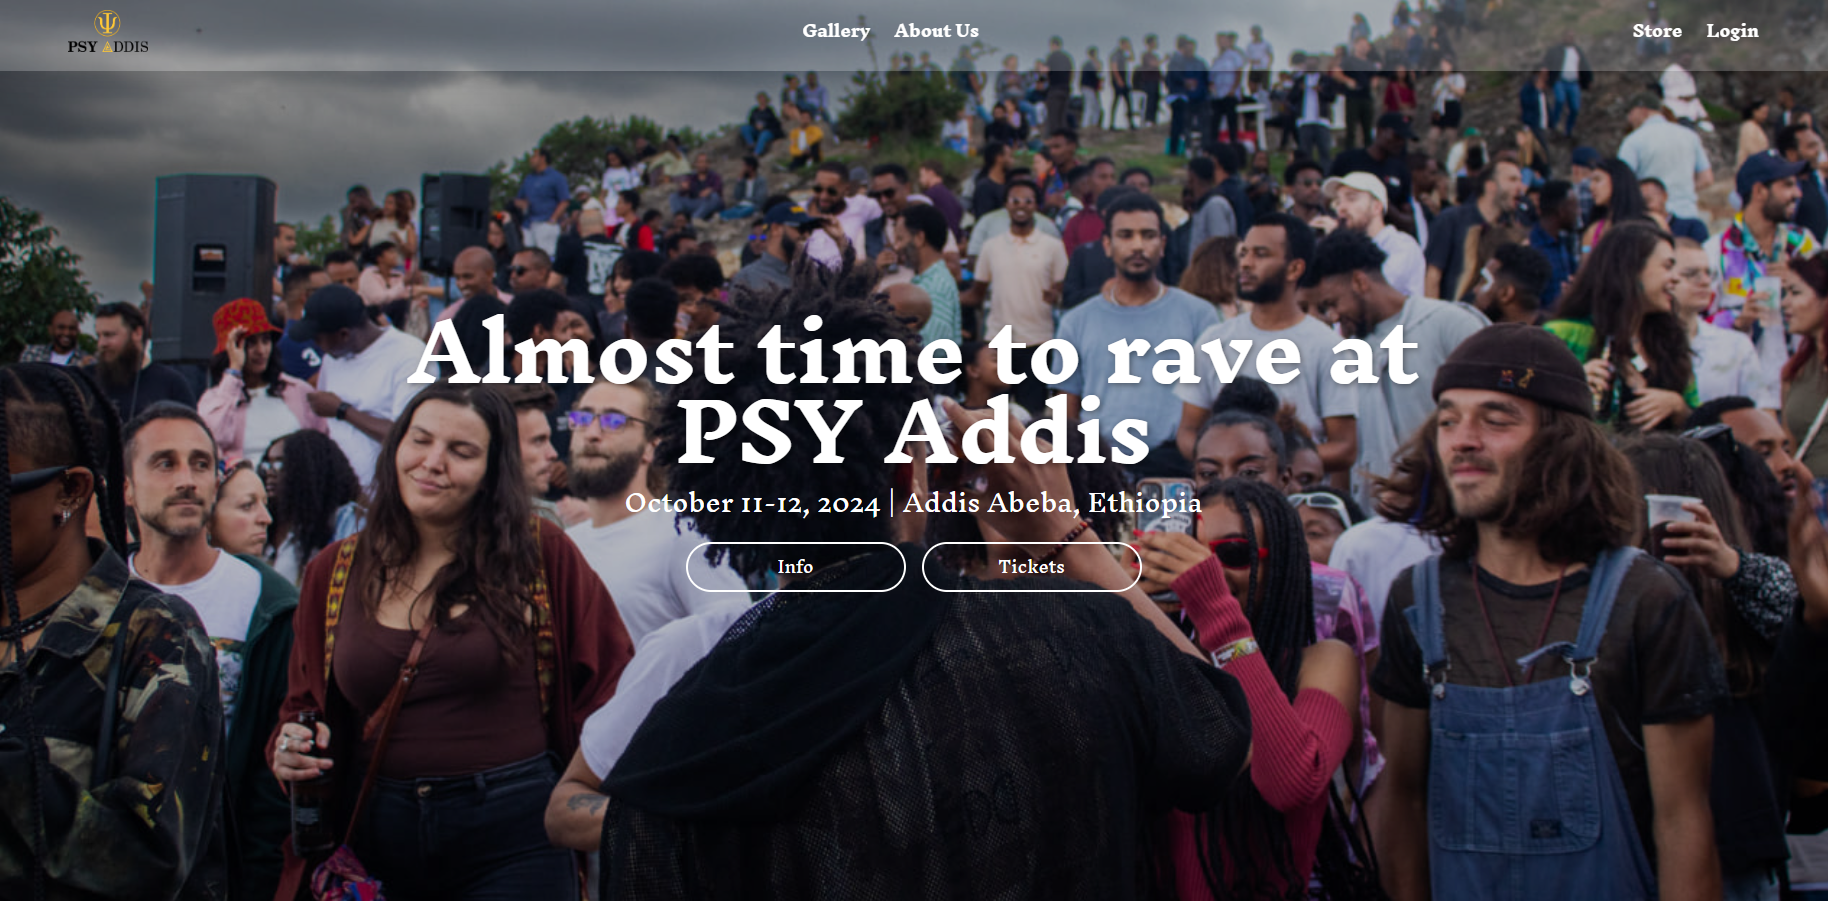 Ψ
PSY ADDIS
Gallery
About Us
Store
Login
Almost time to rave at
PSY Addis
October 11-12, 2024 | Addis Abeba, Ethiopia
Info
Tickets
3